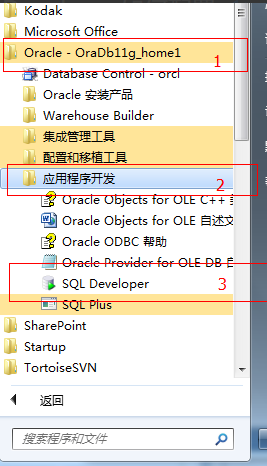 Kodak
Microsoft Office
Oracle - OraDb11g_home1
1
Database Control - orcl
Oracle 安装产品
Warehouse Builder
集成管理工具
配置和移植工具
应用程序开发
2
Oracle Objects for OLE C++
Oracle Objects for OLE 自述文
Oracle ODBC 帮助
Oracle Provider for OLE DB 自
SQL Developer
3
SQL Plus
SharePoint
Startup
TortoiseSVN
返回
搜索程序和文件